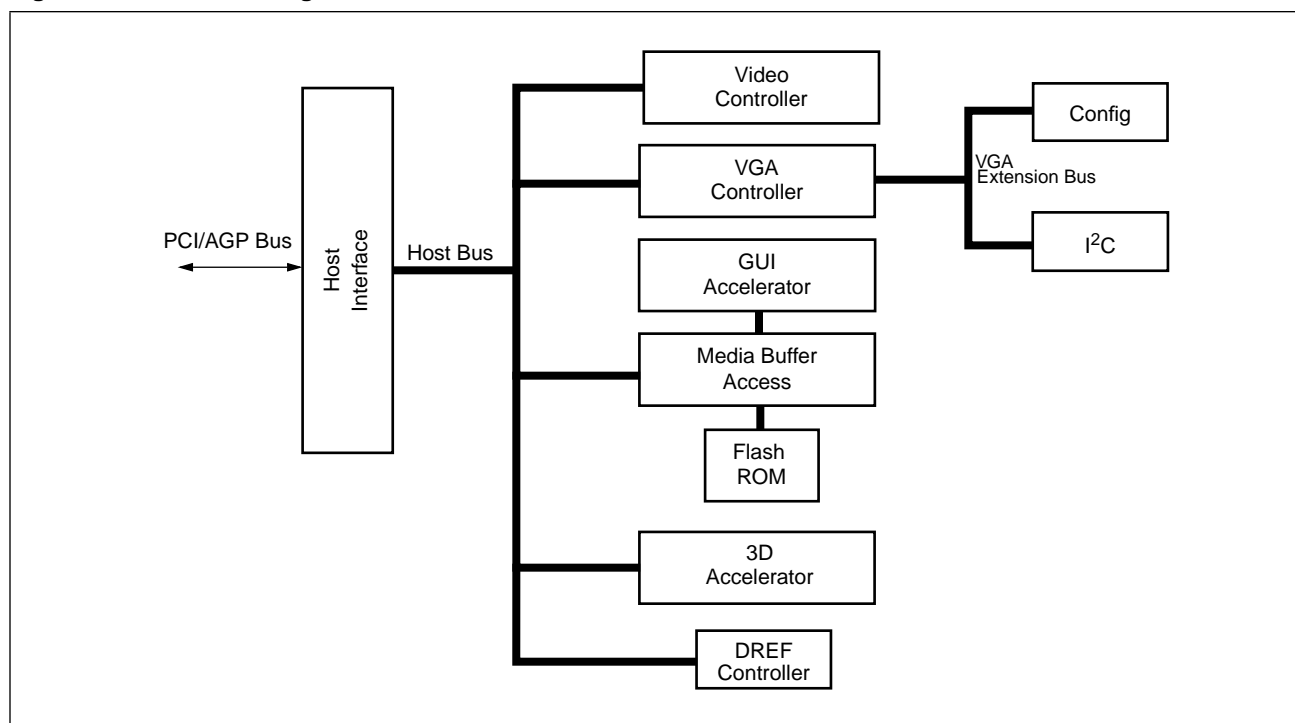 Video
Controller
Config
VGA
Controller
VGA
Extension Bus
PCI/AGP Bus
Host
Interface
Host Bus
I²C
GUI
Accelerator
Media Buffer
Access
Flash
ROM
3D
Accelerator
DREF
Controller